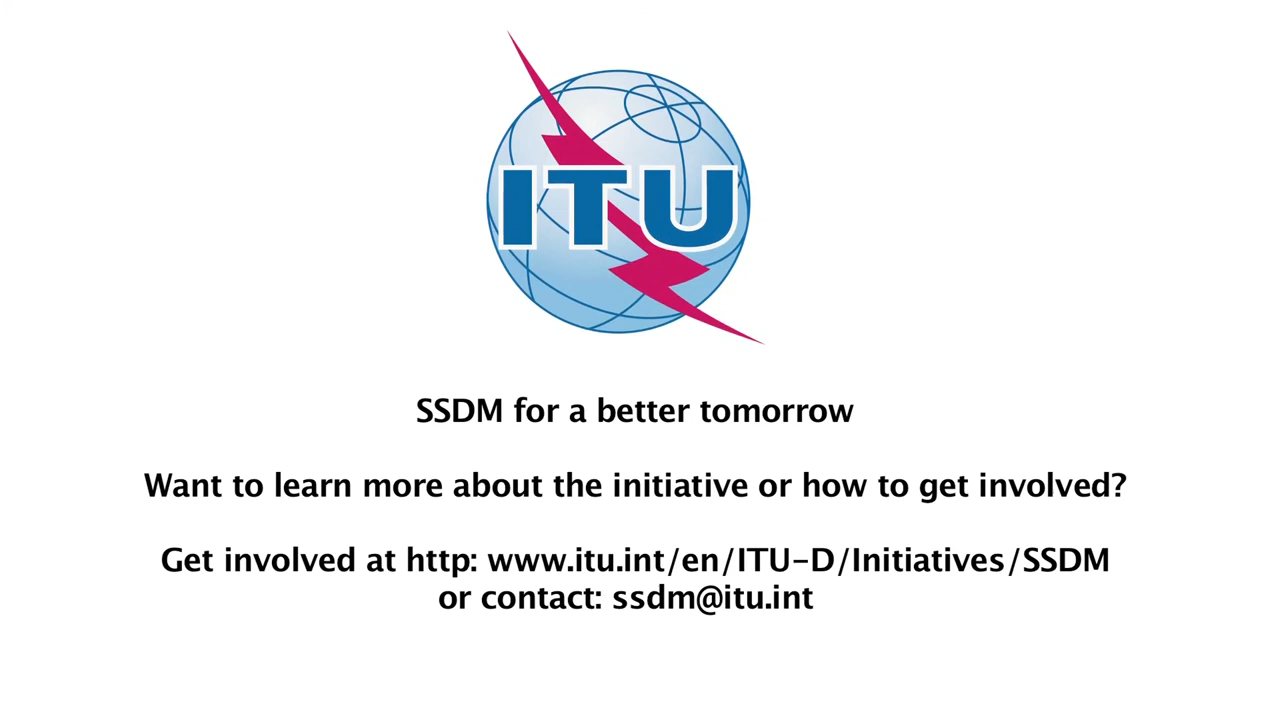 ITU
SSDM for a better tomorrow
Want to learn more about the initiative or how to get involved?
Get involved at http: www.itu.int/en/ITU-D/Initiatives/SSDM
or contact: ssdm@itu.int